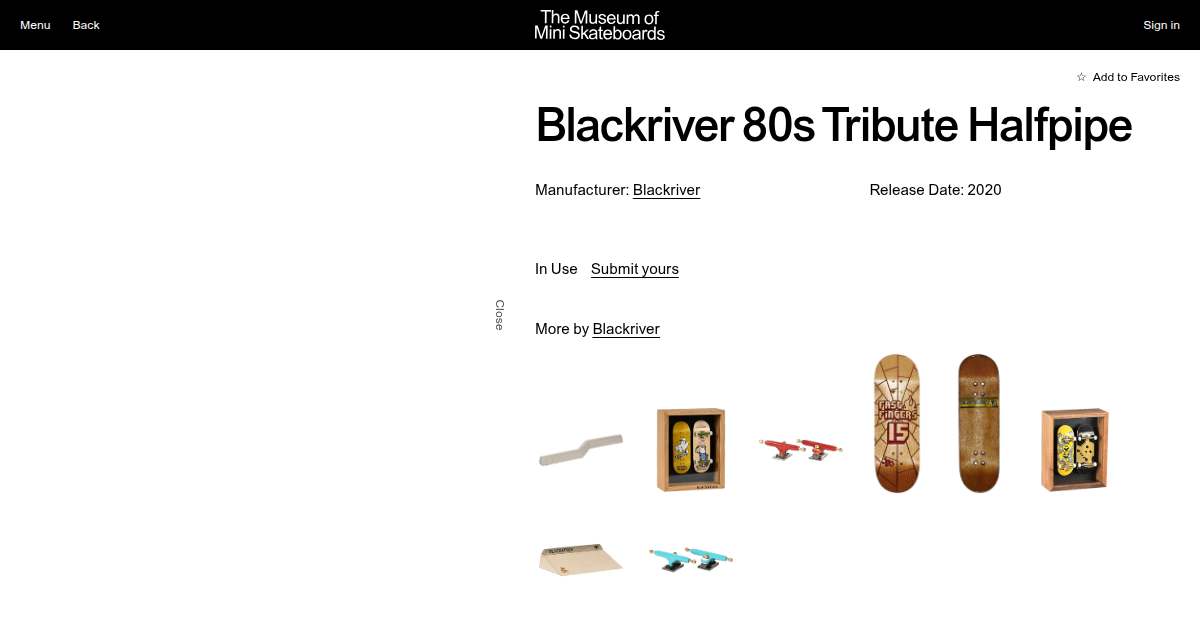 Menu
Back
The Museum of
Mini Skateboards
Sign in
☆ Add to Favorites
Blackriver 80s Tribute Halfpipe
Manufacturer: Blackriver
Release Date: 2020
In Use
Submit yours
Close
More by Blackriver
FAST
FINGERS
15